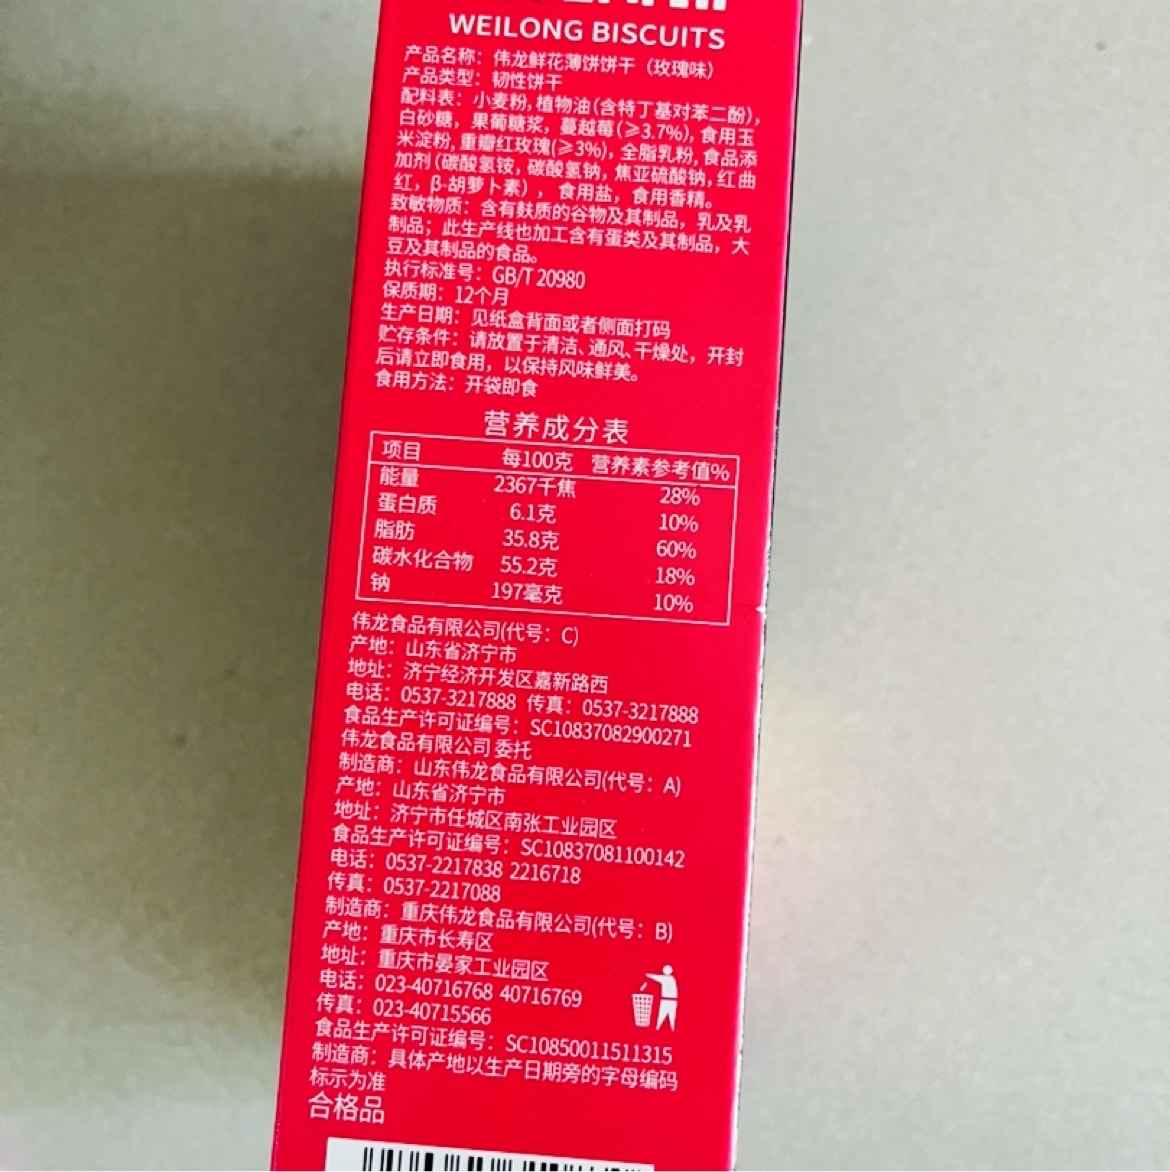 WEILONG BISCUITS
产品名称：伟龙鲜花薄饼饼干（玫瑰味）
产品类型：韧性饼干
配料表：小麦粉,植物油(含特丁基对苯二酚),
白砂糖，果葡糖浆，蔓越莓(≥3.7%),食用玉
米淀粉,重瓣红玫瑰(≥3%)，全脂乳粉,食品添
加剂(碳酸氢铵,碳酸氢钠,焦亚硫酸钠,红曲
红，β-胡萝卜素)，食用盐，食用香精。
致敏物质：含有麸质的谷物及其制品，乳及乳
制品；此生产线也加工含有蛋类及其制品，大
豆及其制品的食品。
执行标准号：GB/T 20980
保质期：12个月
生产日期：见纸盒背面或者侧面打码
贮存条件：请放置于清洁、通风、干燥处，开封
后请立即食用，以保持风味鲜美。
食用方法：开袋即食
营养成分表
项目 每100克 营养素参考值%
能量 2367千焦 28%
蛋白质 6.1克 10%
脂肪 35.8克 60%
碳水化合物 55.2克 18%
钠 197毫克 10%
伟龙食品有限公司(代号：C)
产地：山东省济宁市
地址：济宁经济开发区嘉新路西
电话：0537-3217888 传真：0537-3217888
食品生产许可证编号：SC10837082900271
伟龙食品有限公司 委托
制造商：山东伟龙食品有限公司(代号：A)
产地：山东省济宁市
地址：济宁市任城区南张工业园区
食品生产许可证编号：SC10837081100142
电话：0537-2217838 2216718
传真：0537-2217088
制造商：重庆伟龙食品有限公司(代号：B)
产地：重庆市长寿区
地址：重庆市晏家工业园区
电话：023-40716768 40716769
传真：023-40715566
食品生产许可证编号：SC10850011511315
制造商：具体产地以生产日期旁的字母编码
标示为准
合格品